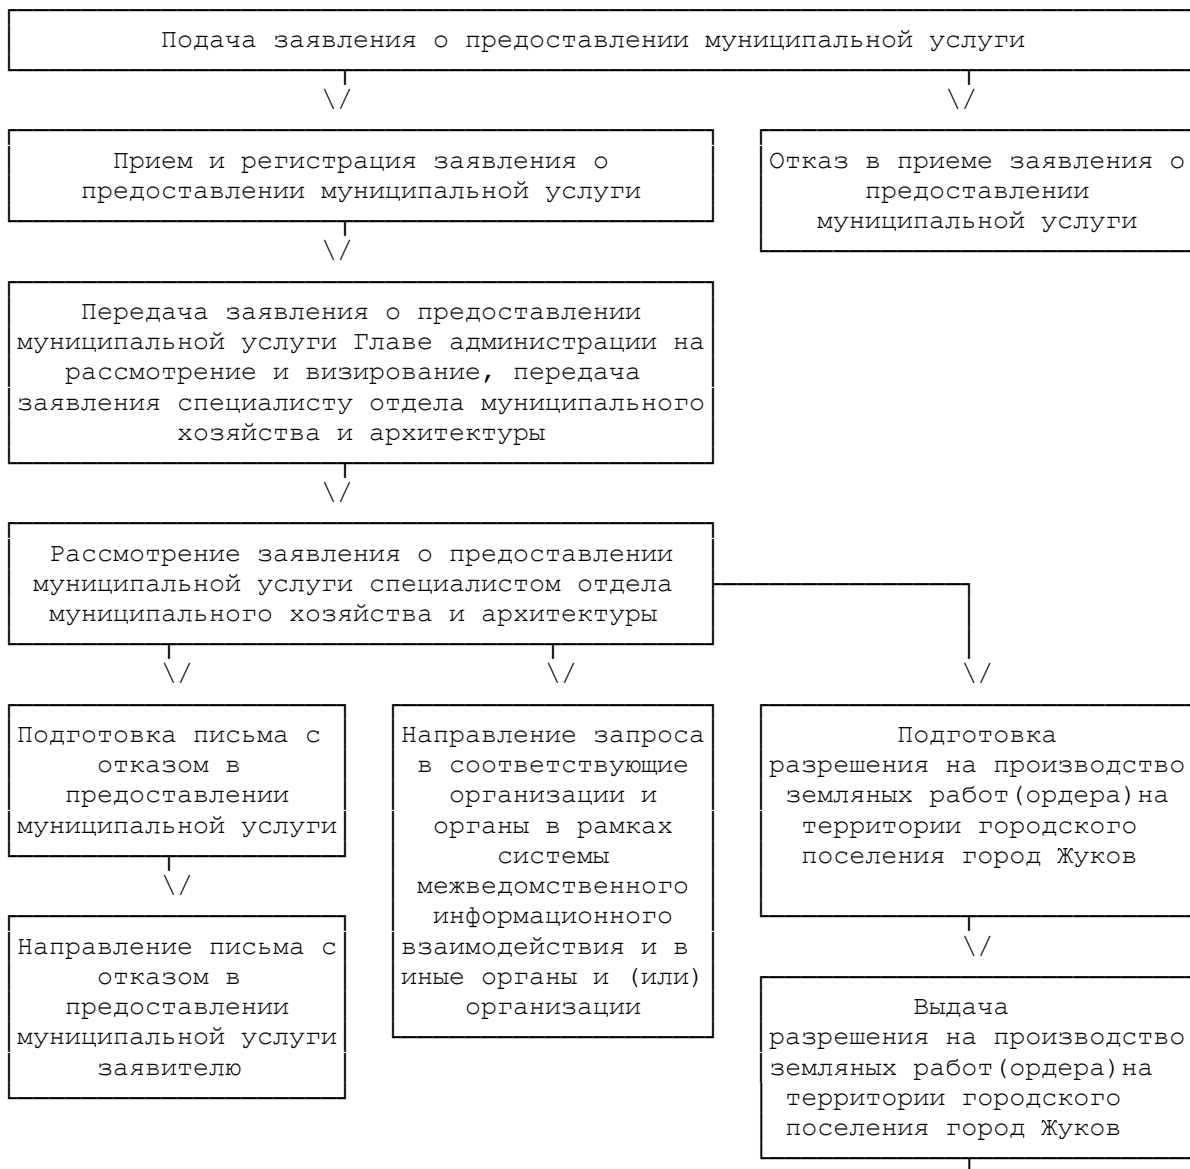 Подача заявления о предоставлении муниципальной услуги
Прием и регистрация заявления о
предоставлении муниципальной услуги
Отказ в приеме заявления о
предоставлении
муниципальной услуги
Передача заявления о предоставлении
муниципальной услуги Главе администрации на
рассмотрение и визирование, передача
заявления специалисту отдела муниципального
хозяйства и архитектуры
Рассмотрение заявления о предоставлении
муниципальной услуги специалистом отдела
муниципального хозяйства и архитектуры
Подготовка письма с
отказом в
предоставлении
муниципальной услуги
Направление письма с
отказом в
предоставлении
муниципальной услуги
заявителю
Направление запроса
в соответствующие
организации и
органы в рамках
системы
межведомственного
информационного
взаимодействия и в
иные органы и (или)
организации
Подготовка
разрешения на производство
земляных работ(ордера)на
территории городского
поселения город Жуков
Выдача
разрешения на производство
земляных работ(ордера)на
территории городского
поселения город Жуков